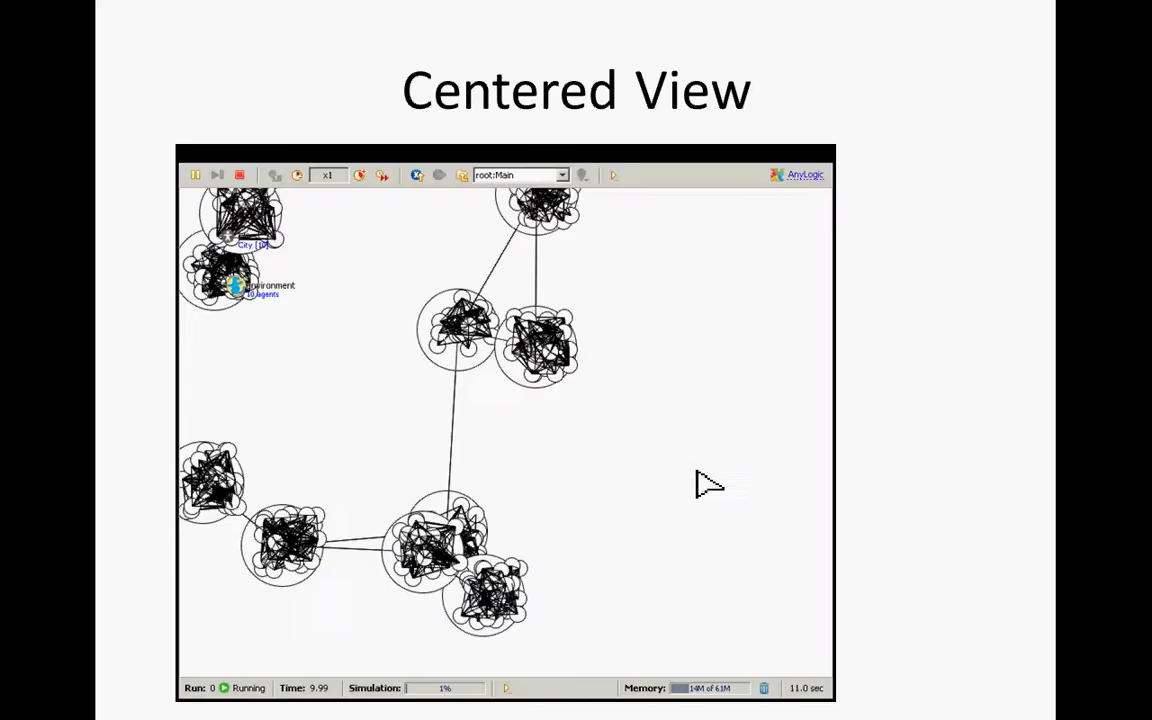 Centered View
x1
root:Main
AnyLogic
City [10]
Environment
10 agents
Run: 0 Running Time: 9.99 Simulation: 1% Memory: 14M of 61M 11.0 sec